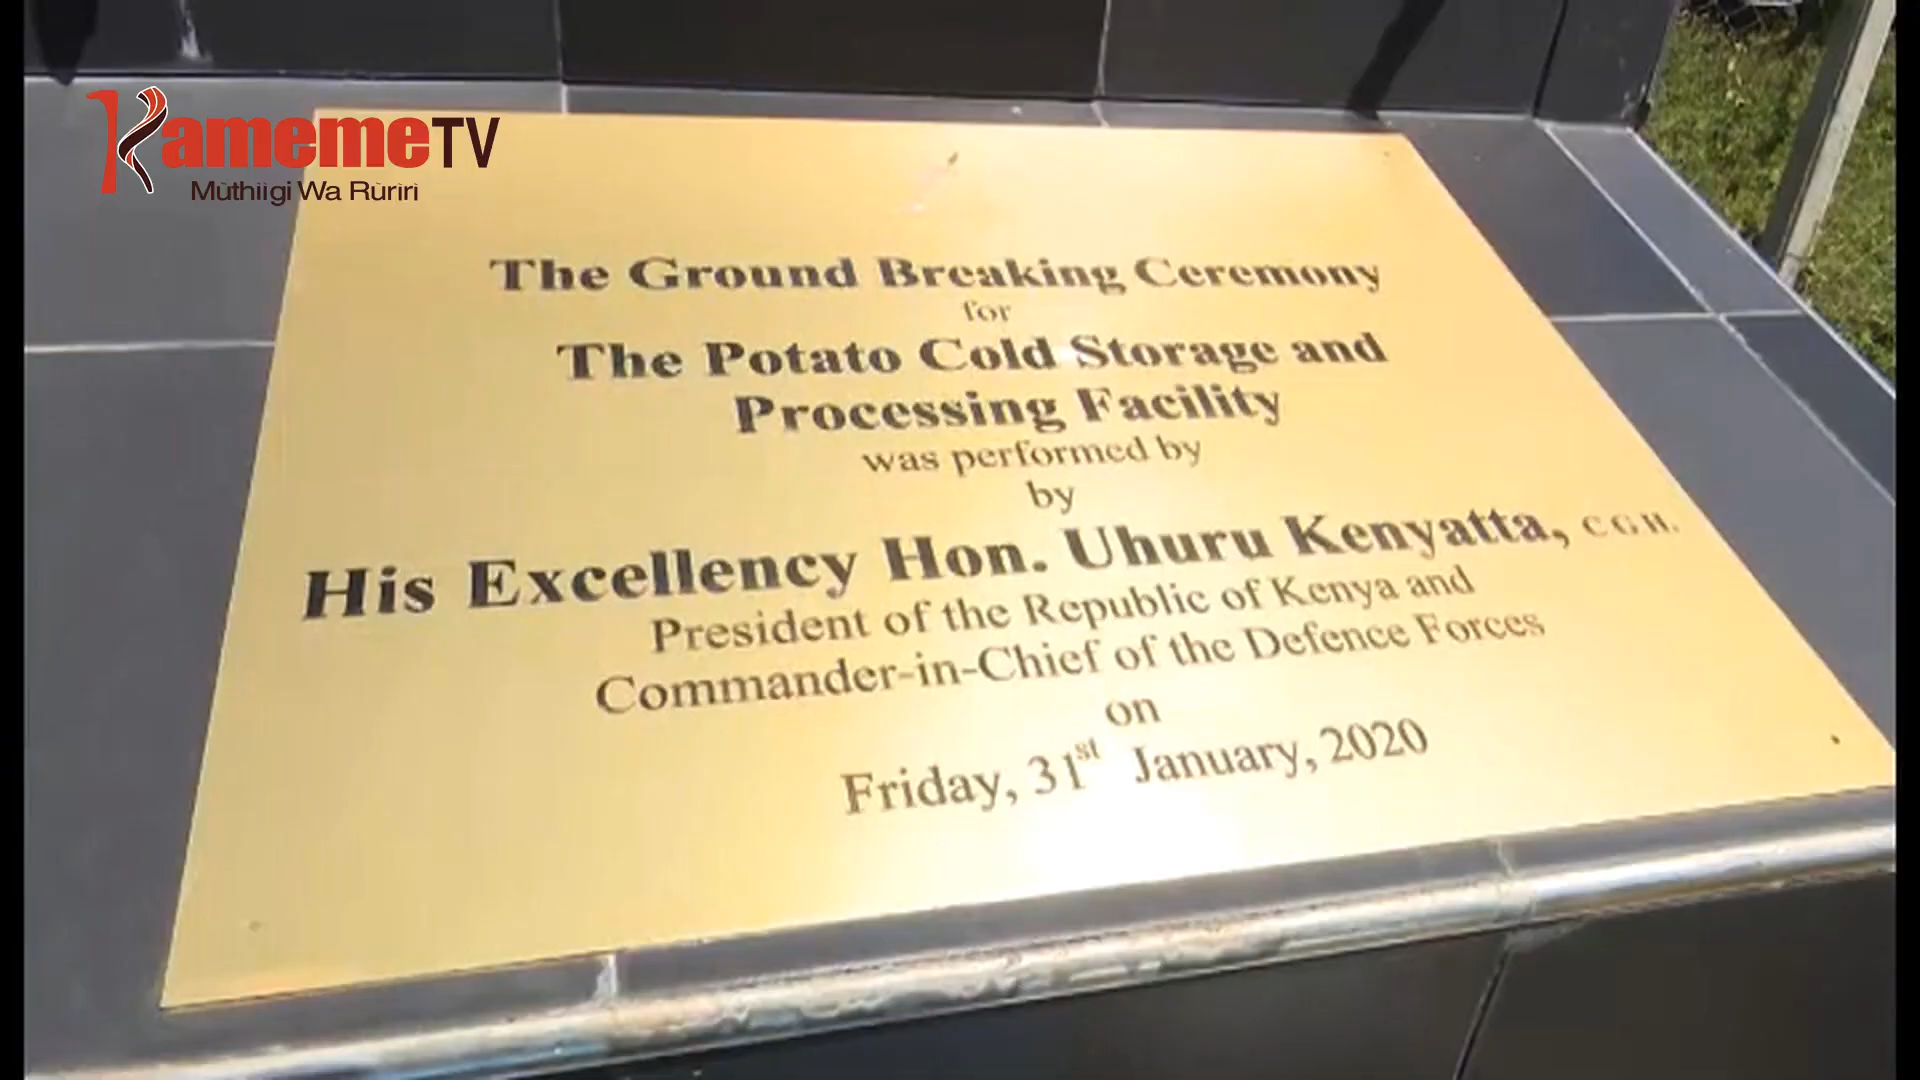 KamemeTV
Mũthiigi Wa Rũrĩrĩ
The Ground Breaking Ceremony
for
The Potato Cold Storage and
Processing Facility
was performed by
by
His Excellency Hon. Uhuru Kenyatta, C.G.H.
President of the Republic of Kenya and
Commander-in-Chief of the Defence Forces
on
Friday, 31st January, 2020